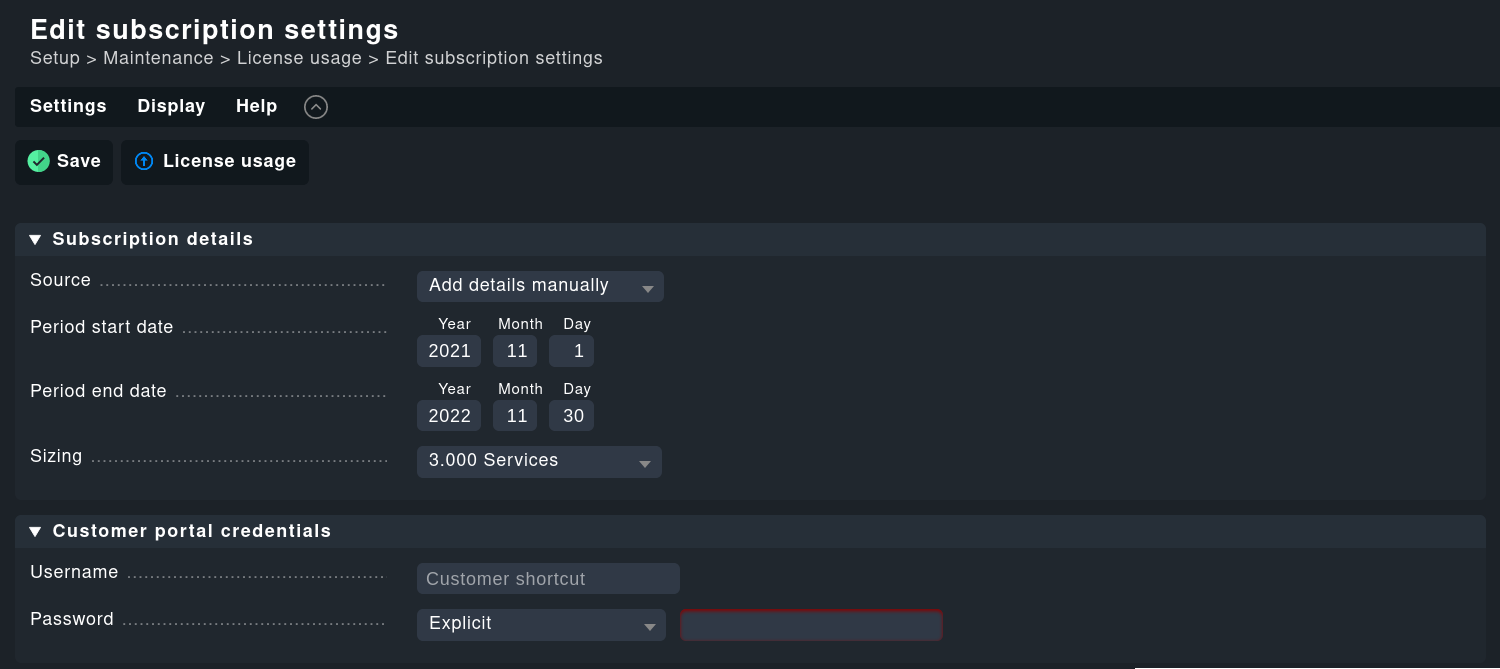 Edit subscription settings
Setup > Maintenance > License usage > Edit subscription settings
Settings Display Help
Save License usage
Subscription details
Source Add details manually
Year Month Day
Period start date 2021 11 1
Year Month Day
Period end date 2022 11 30
Sizing 3.000 Services
Customer portal credentials
Username Customer shortcut
Password Explicit